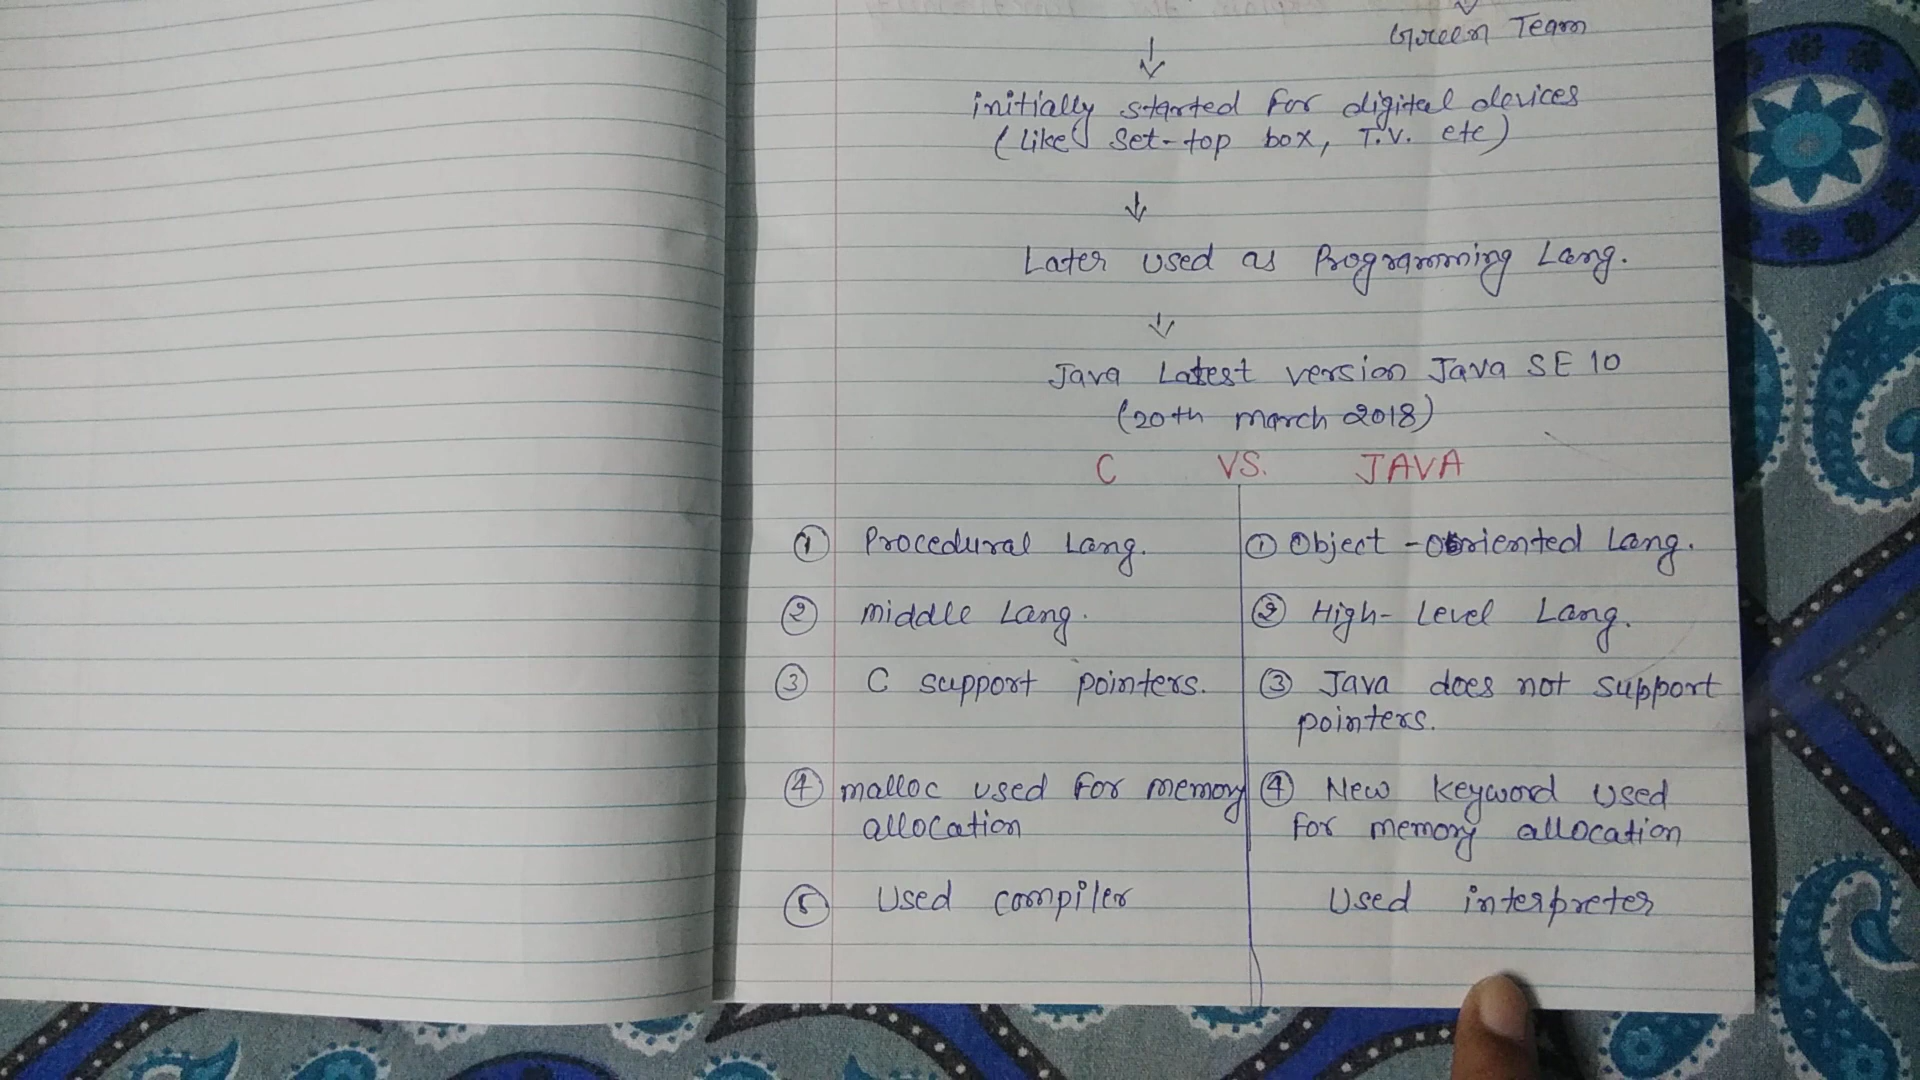 Green Team
initially started for digital devices
(like set-top box, T.V. etc)
Later used as Programming Lang.
Java Latest version Java SE 10
(20th march 2018)
C VS. JAVA
① Procedural Lang. ① Object-Oriented Lang.
② middle Lang. ② High-Level Lang.
③ C support pointers. ③ Java does not support
pointers.
④ malloc used for memory ④ New keyword used
allocation for memory allocation
⑤ Used compiler Used interpreter